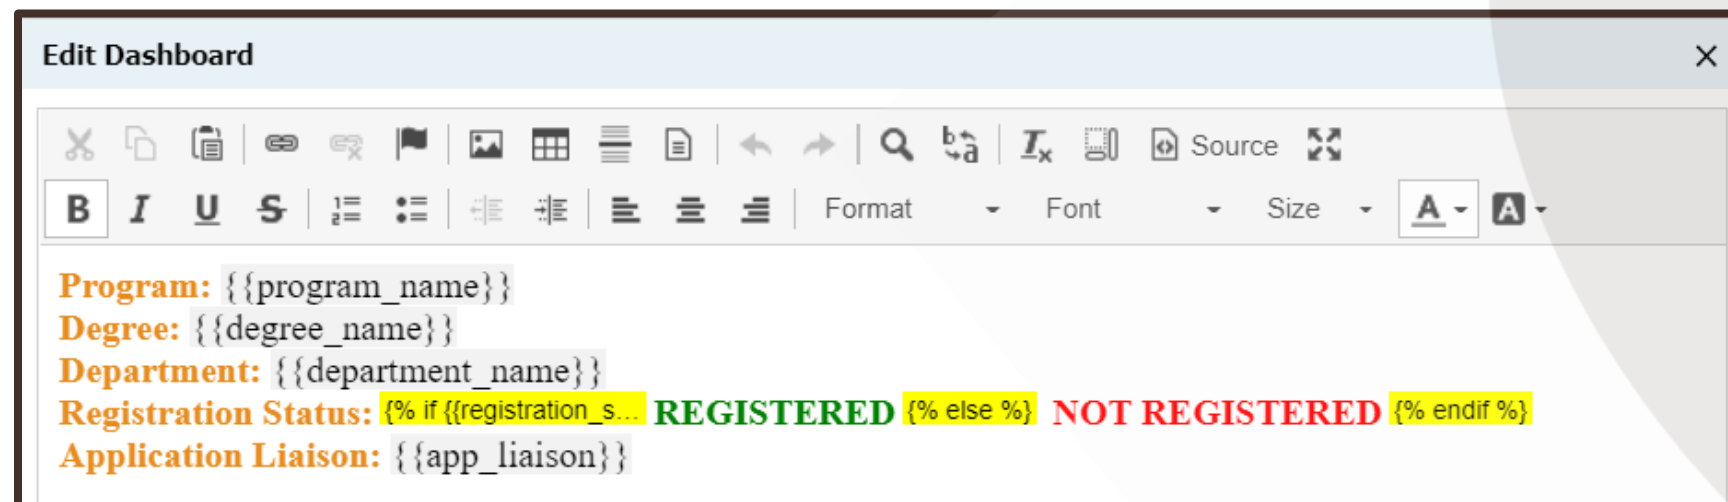 Edit Dashboard
Source
Format Font Size
Program: {{program_name}}
Degree: {{degree_name}}
Department: {{department_name}}
Registration Status: {% if {{registration_s... REGISTERED {% else %} NOT REGISTERED {% endif %}
Application Liaison: {{app_liaison}}